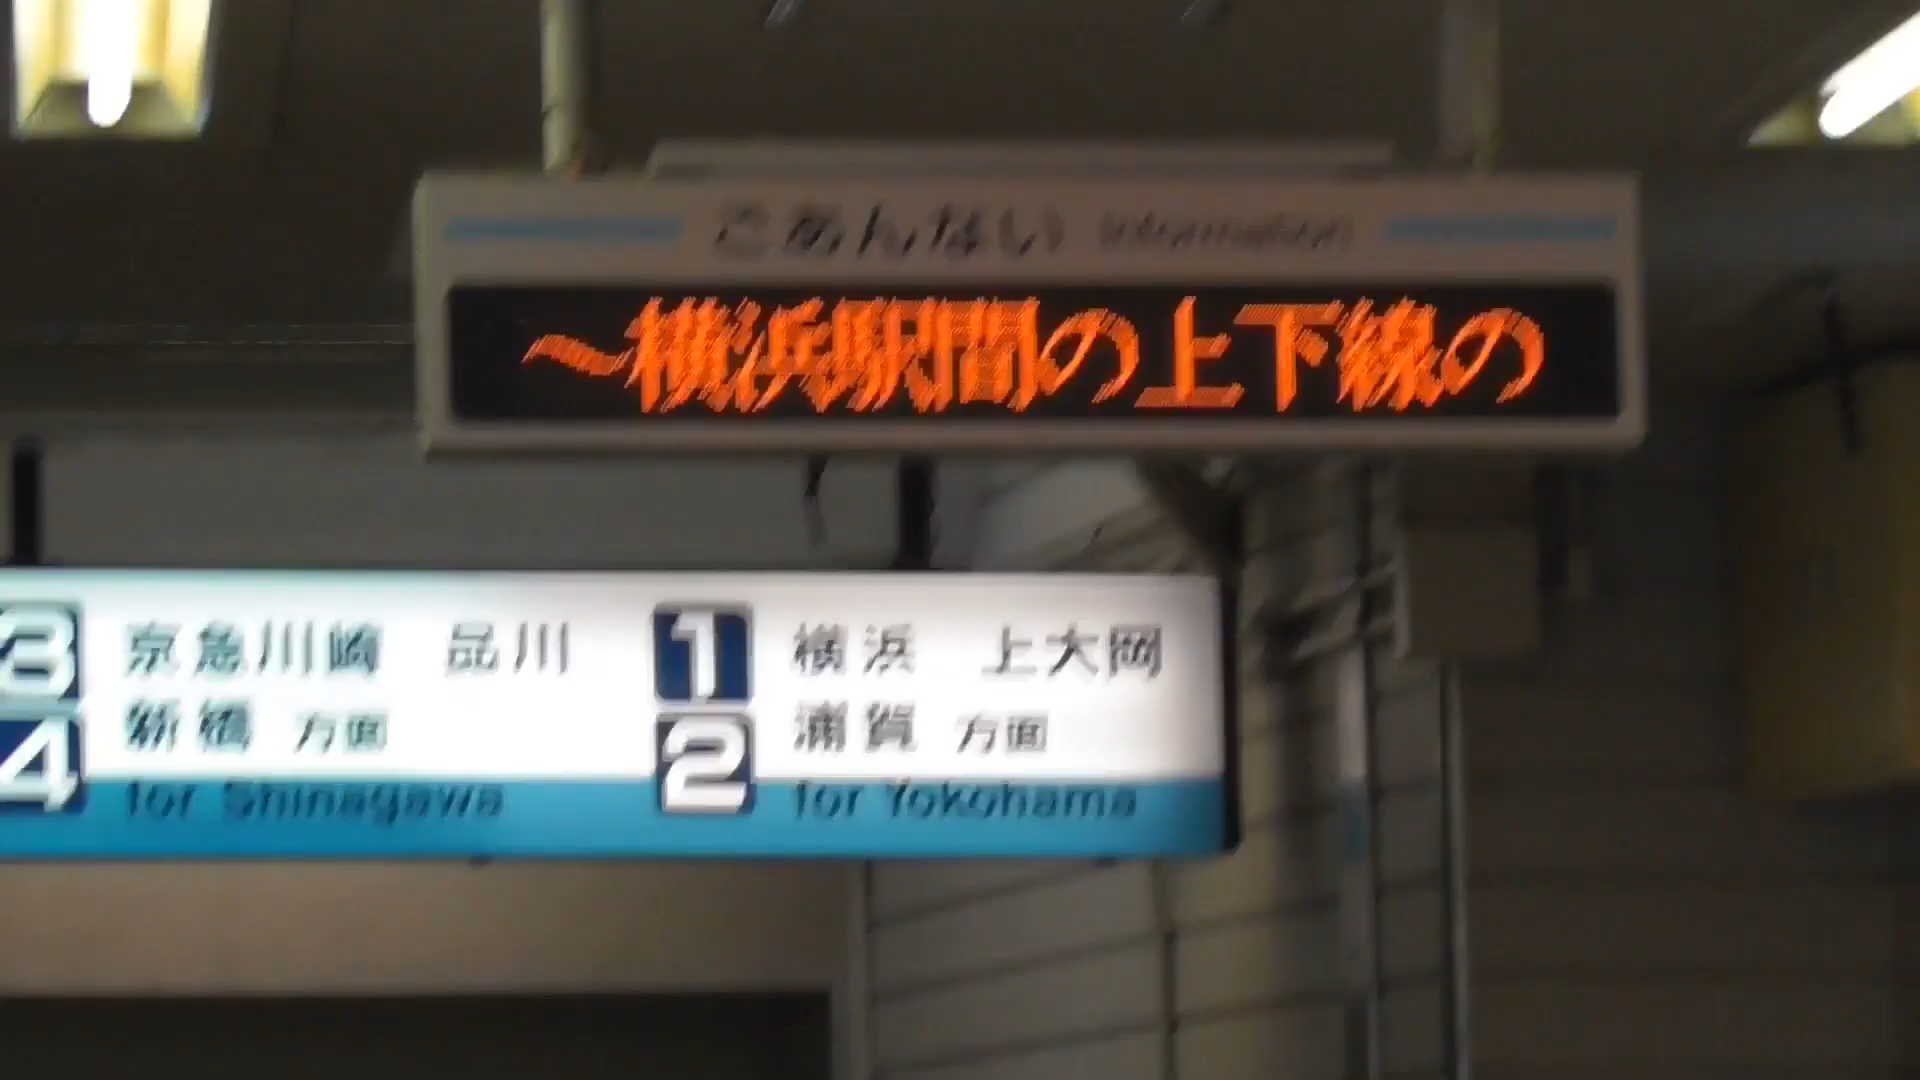 ごあんない Information
～横浜駅間の上下線の
3 京急川崎 品川
4 新橋 方面
for Shinagawa
1 横浜 上大岡
2 浦賀 方面
for Yokohama